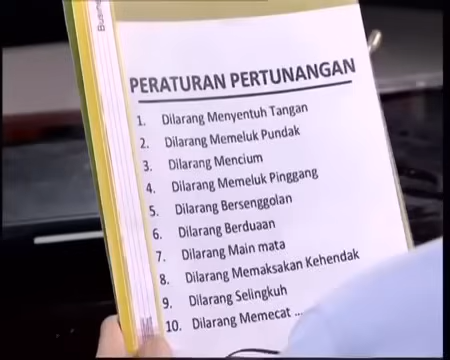 PERATURAN PERTUNANGAN
1. Dilarang Menyentuh Tangan
2. Dilarang Memeluk Pundak
3. Dilarang Mencium
4. Dilarang Memeluk Pinggang
5. Dilarang Bersenggolan
6. Dilarang Berduaan
7. Dilarang Main mata
8. Dilarang Memaksakan Kehendak
9. Dilarang Selingkuh
10. Dilarang Memecat ...